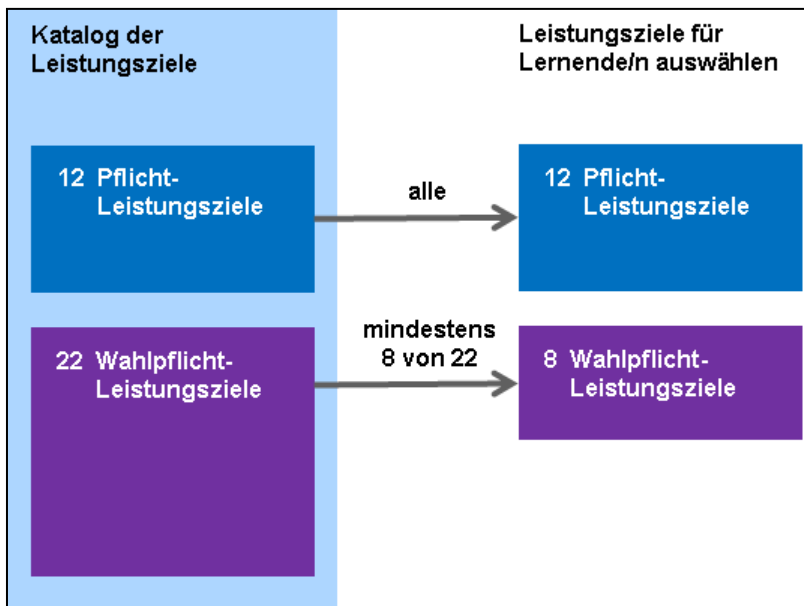 Katalog der
Leistungsziele
Leistungsziele für
Lernende/n auswählen
12 Pflicht-
Leistungsziele
alle
12 Pflicht-
Leistungsziele
22 Wahlpflicht-
Leistungsziele
mindestens
8 von 22
8 Wahlpflicht-
Leistungsziele